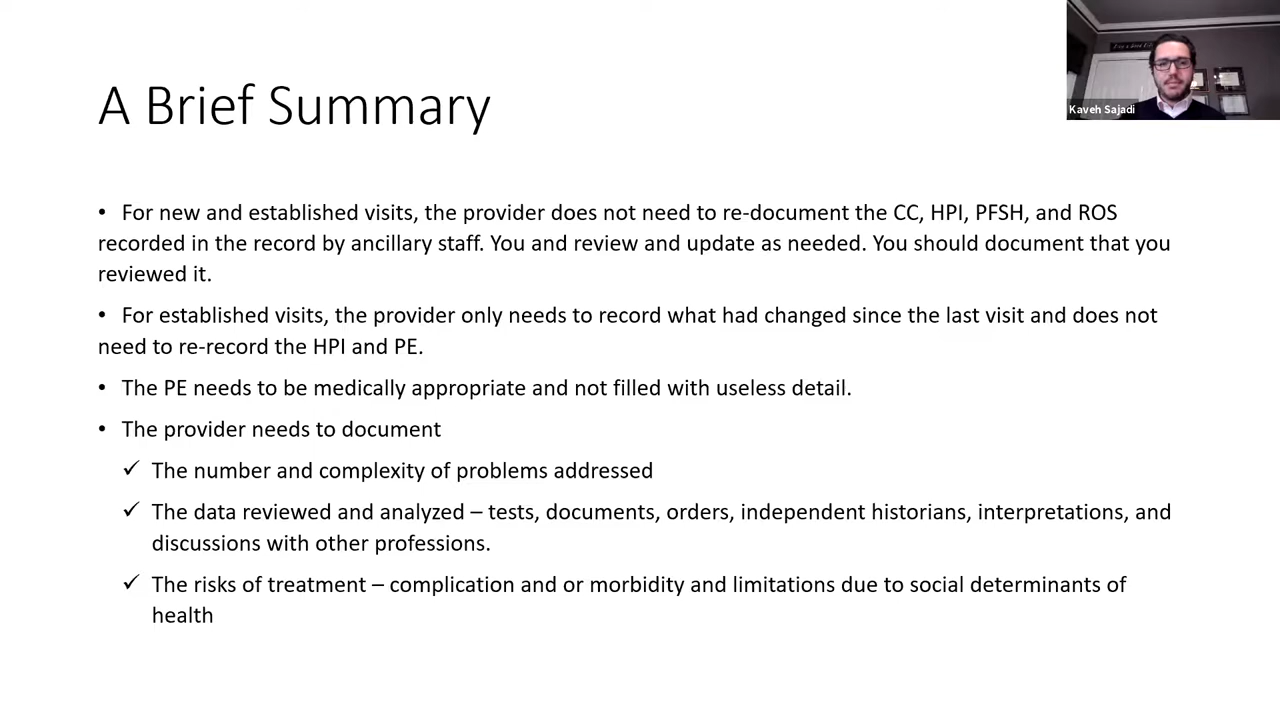 A Brief Summary
Kaveh Sajadi
• For new and established visits, the provider does not need to re-document the CC, HPI, PFSH, and ROS
recorded in the record by ancillary staff. You and review and update as needed. You should document that you
reviewed it.
• For established visits, the provider only needs to record what had changed since the last visit and does not
need to re-record the HPI and PE.
• The PE needs to be medically appropriate and not filled with useless detail.
• The provider needs to document
✓ The number and complexity of problems addressed
✓ The data reviewed and analyzed – tests, documents, orders, independent historians, interpretations, and
discussions with other professions.
✓ The risks of treatment – complication and or morbidity and limitations due to social determinants of
health